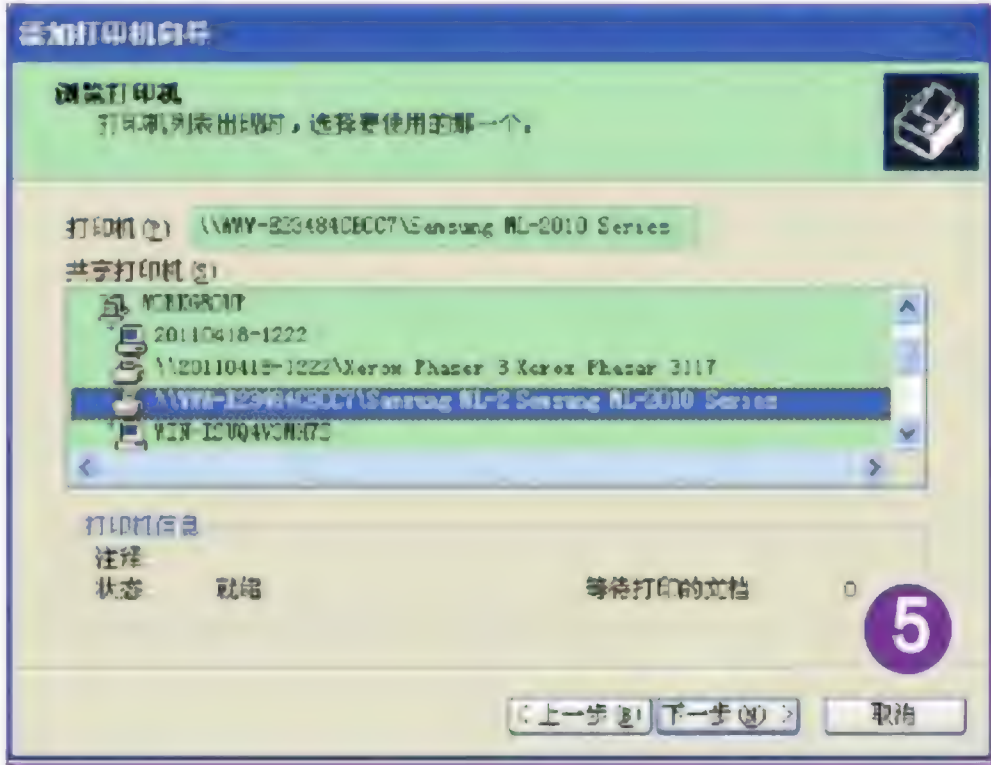 添加打印机向导
浏览打印机
打印机列表出现时，选择要使用的那一个。
打印机(P) Samsung ML-2010 Series
共享打印机(S)
WORKGROUP
20110418-1222
\\20110418-1222\Xerox Phaser 3 Xerox Phaser 3117
Samsung ML-2 Samsung ML-2010 Series
打印机信息
注释
状态 就绪 等待打印的文档 0
5
< 上一步(B) 下一步(N) > 取消